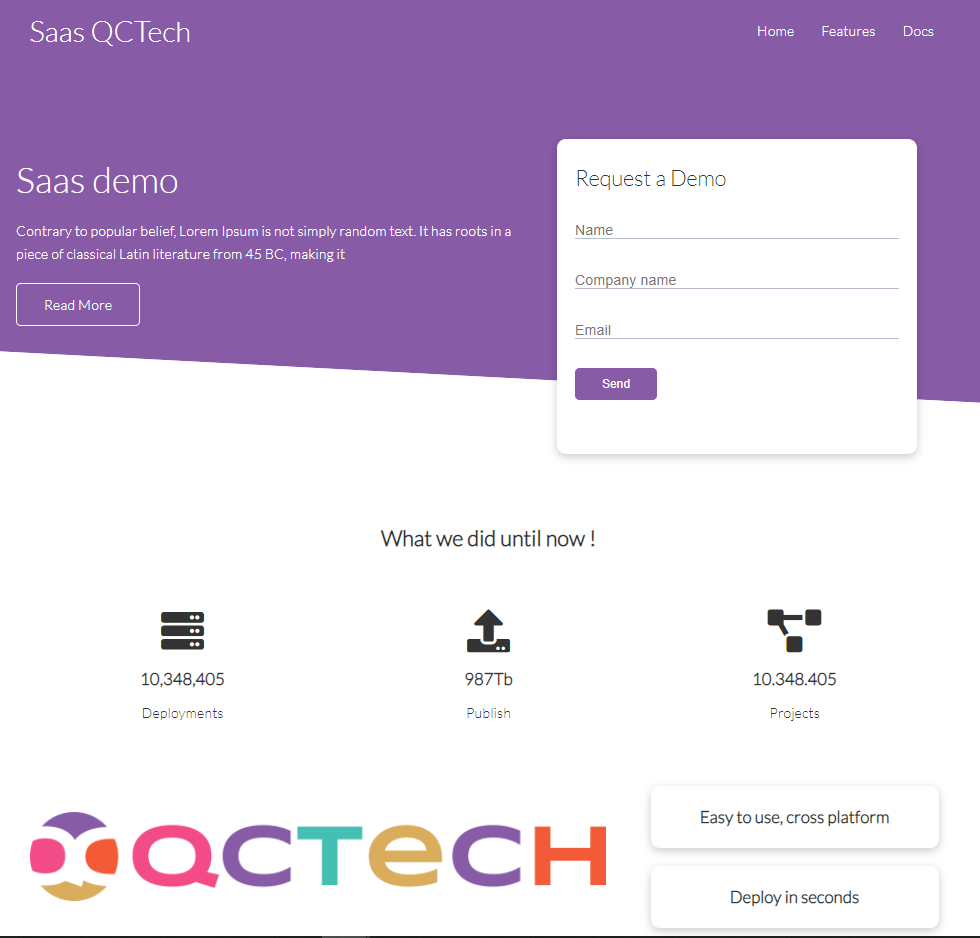 Saas QCTech
Home
Features
Docs
Saas demo
Contrary to popular belief, Lorem Ipsum is not simply random text. It has roots in a
piece of classical Latin literature from 45 BC, making it
Read More
Request a Demo
Name
Company name
Email
Send
What we did until now !
10,348,405
Deployments
987Tb
Publish
10.348.405
Projects
QCTECH
Easy to use, cross platform
Deploy in seconds